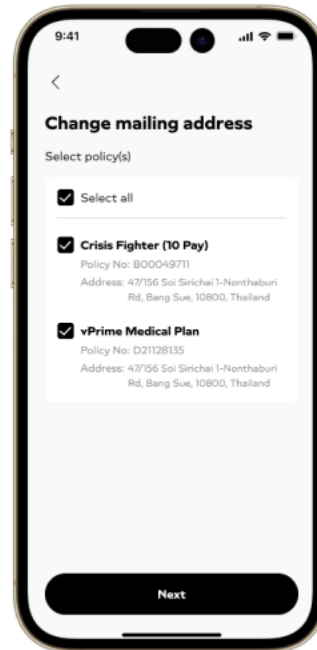 9:41
Change mailing address
Select policy(s)
Select all
Crisis Fighter (10 Pay)
Policy No: B00049711
Address: 47/156 Soi Sirichai 1-Nonthaburi
Rd, Bang Sue, 10800, Thailand
vPrime Medical Plan
Policy No: D21128135
Address: 47/156 Soi Sirichai 1-Nonthaburi
Rd, Bang Sue, 10800, Thailand
Next